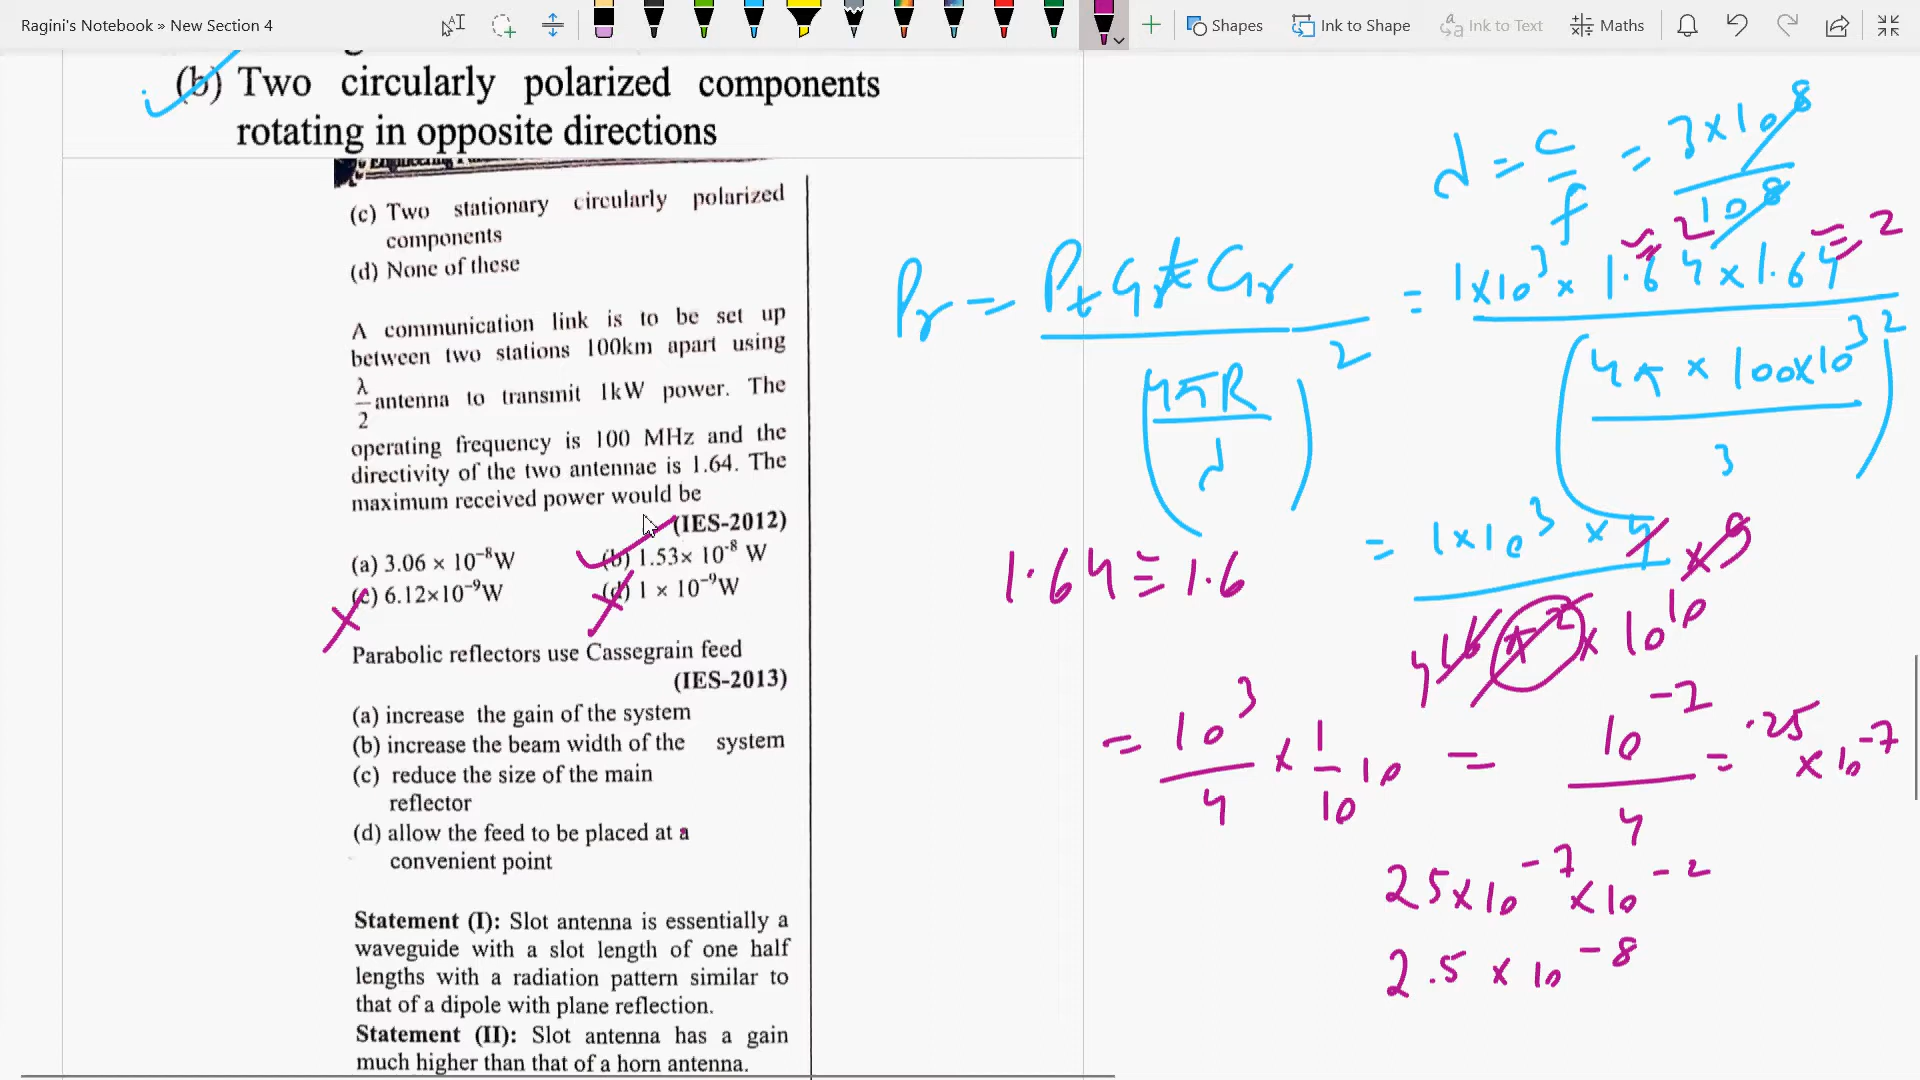 Ragini's Notebook » New Section 4
Shapes
Ink to Shape
Ink to Text
Maths
(b) Two circularly polarized components
rotating in opposite directions
(c) Two stationary circularly polarized
components
(d) None of these
A communication link is to be set up
between two stations 100km apart using
λ/2 antenna to transmit 1kW power. The
operating frequency is 100 MHz and the
directivity of the two antennae is 1.64. The
maximum received power would be
(IES-2012)
(a) 3.06 × 10⁻⁸W (b) 1.53× 10⁻⁸ W
(c) 6.12×10⁻⁹W (d) 1 × 10⁻⁹W
Parabolic reflectors use Cassegrain feed
(IES-2013)
(a) increase the gain of the system
(b) increase the beam width of the system
(c) reduce the size of the main
reflector
(d) allow the feed to be placed at a
convenient point
Statement (I): Slot antenna is essentially a
waveguide with a slot length of one half
lengths with a radiation pattern similar to
that of a dipole with plane reflection.
Statement (II): Slot antenna has a gain
much higher than that of a horn antenna.
λ = c/f = 3×10⁸/10⁸
≈ 2 ≈ 2
Pr = Pt Gt Gr / (4πR/λ)² = 1×10³ × 1.64 × 1.64 / (4π × 100×10³/3)²
= 1×10³ × 4 × 9 / 16 π² × 10¹⁰
4
1.64 ≅ 1.6
= 10³/4 × 1/10¹⁰ = 10⁻⁷/4 = .25 × 10⁻⁷
25×10⁻⁷ × 10⁻²
2.5 × 10⁻⁸